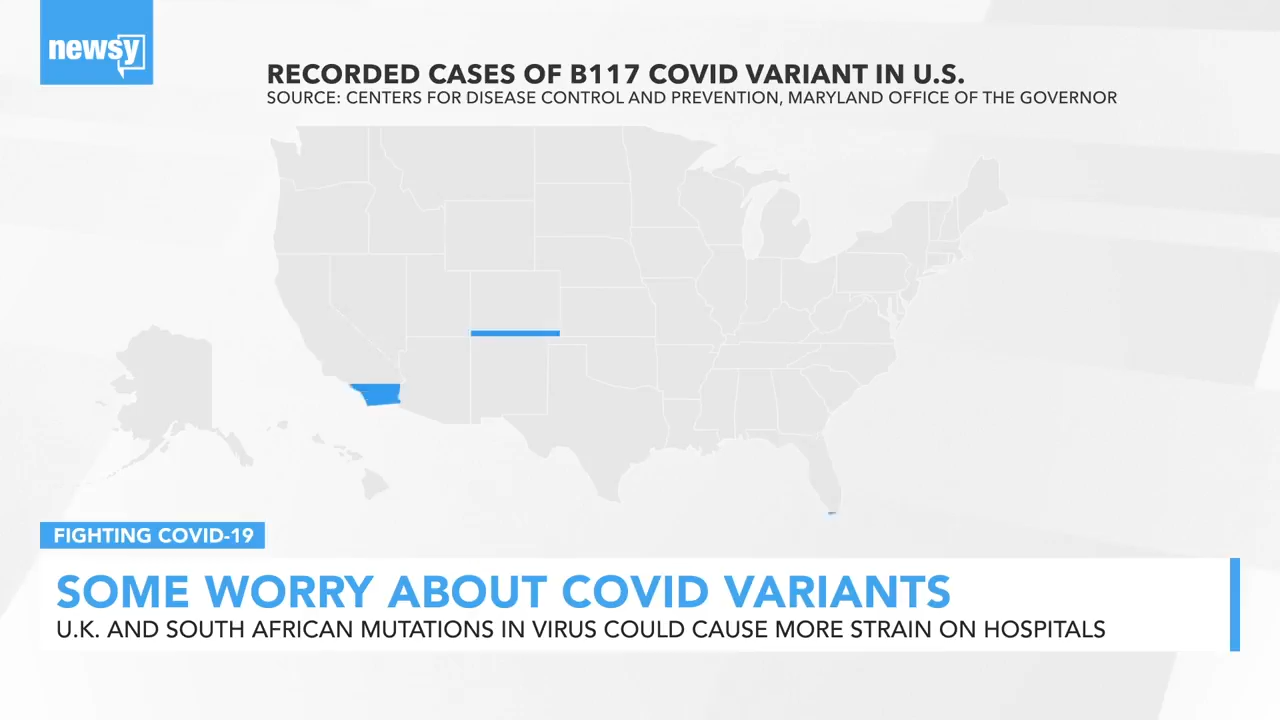 newsy
RECORDED CASES OF B117 COVID VARIANT IN U.S.
SOURCE: CENTERS FOR DISEASE CONTROL AND PREVENTION, MARYLAND OFFICE OF THE GOVERNOR
FIGHTING COVID-19
SOME WORRY ABOUT COVID VARIANTS
U.K. AND SOUTH AFRICAN MUTATIONS IN VIRUS COULD CAUSE MORE STRAIN ON HOSPITALS